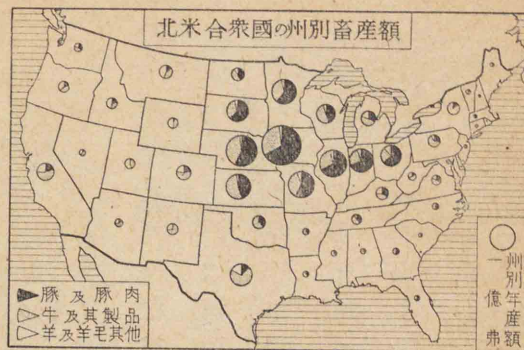 北米合衆國の州別畜産額
豚及豚肉
牛及其製品
羊及羊毛其他
州別年産額
一億弗